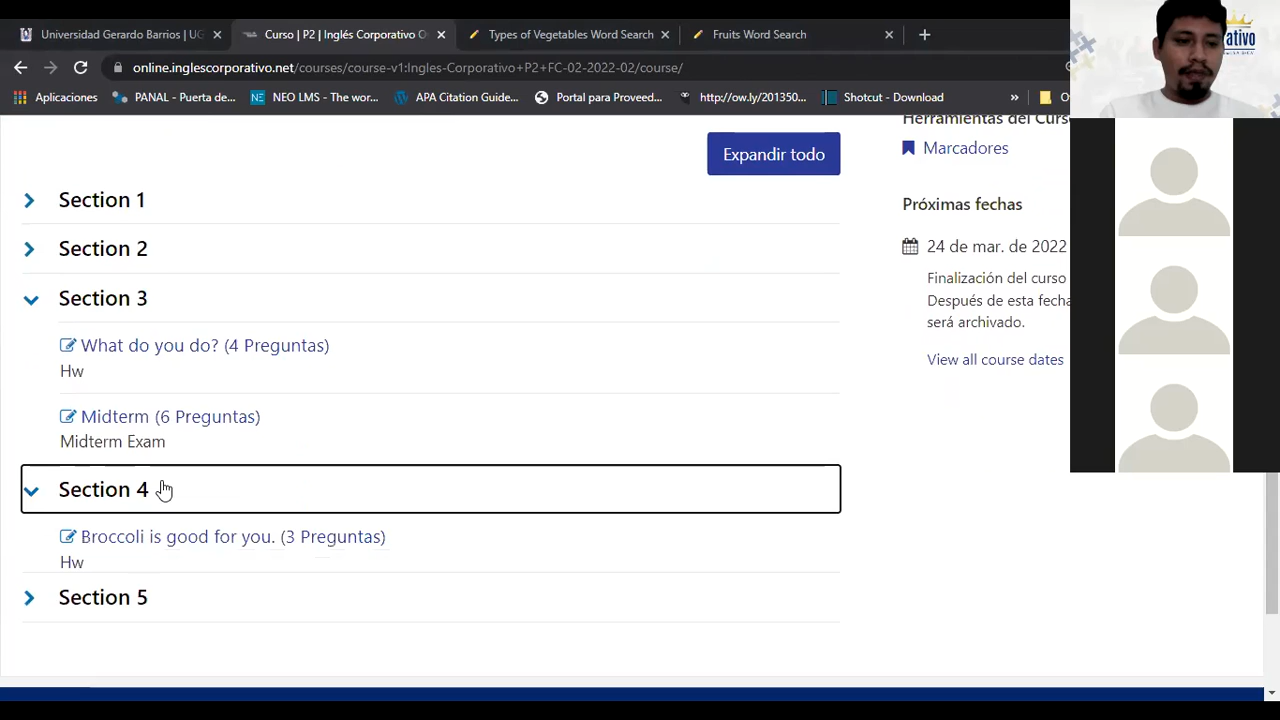 Universidad Gerardo Barrios | UG
Curso | P2 | Inglés Corporativo O
Types of Vegetables Word Search
Fruits Word Search
online.inglescorporativo.net/courses/course-v1:Ingles-Corporativo+P2+FC-02-2022-02/course/
Aplicaciones
PANAL - Puerta de...
NEO LMS - The wor...
APA Citation Guide...
Portal para Proveed...
http://ow.ly/201350...
Shotcut - Download
»
ativo
Herramientas del Curs
Expandir todo
Marcadores
Section 1
Próximas fechas
Section 2
24 de mar. de 2022
Finalización del curso
Después de esta fecha
será archivado.
View all course dates
Section 3
What do you do? (4 Preguntas)
Hw
Midterm (6 Preguntas)
Midterm Exam
Section 4
Broccoli is good for you. (3 Preguntas)
Hw
Section 5